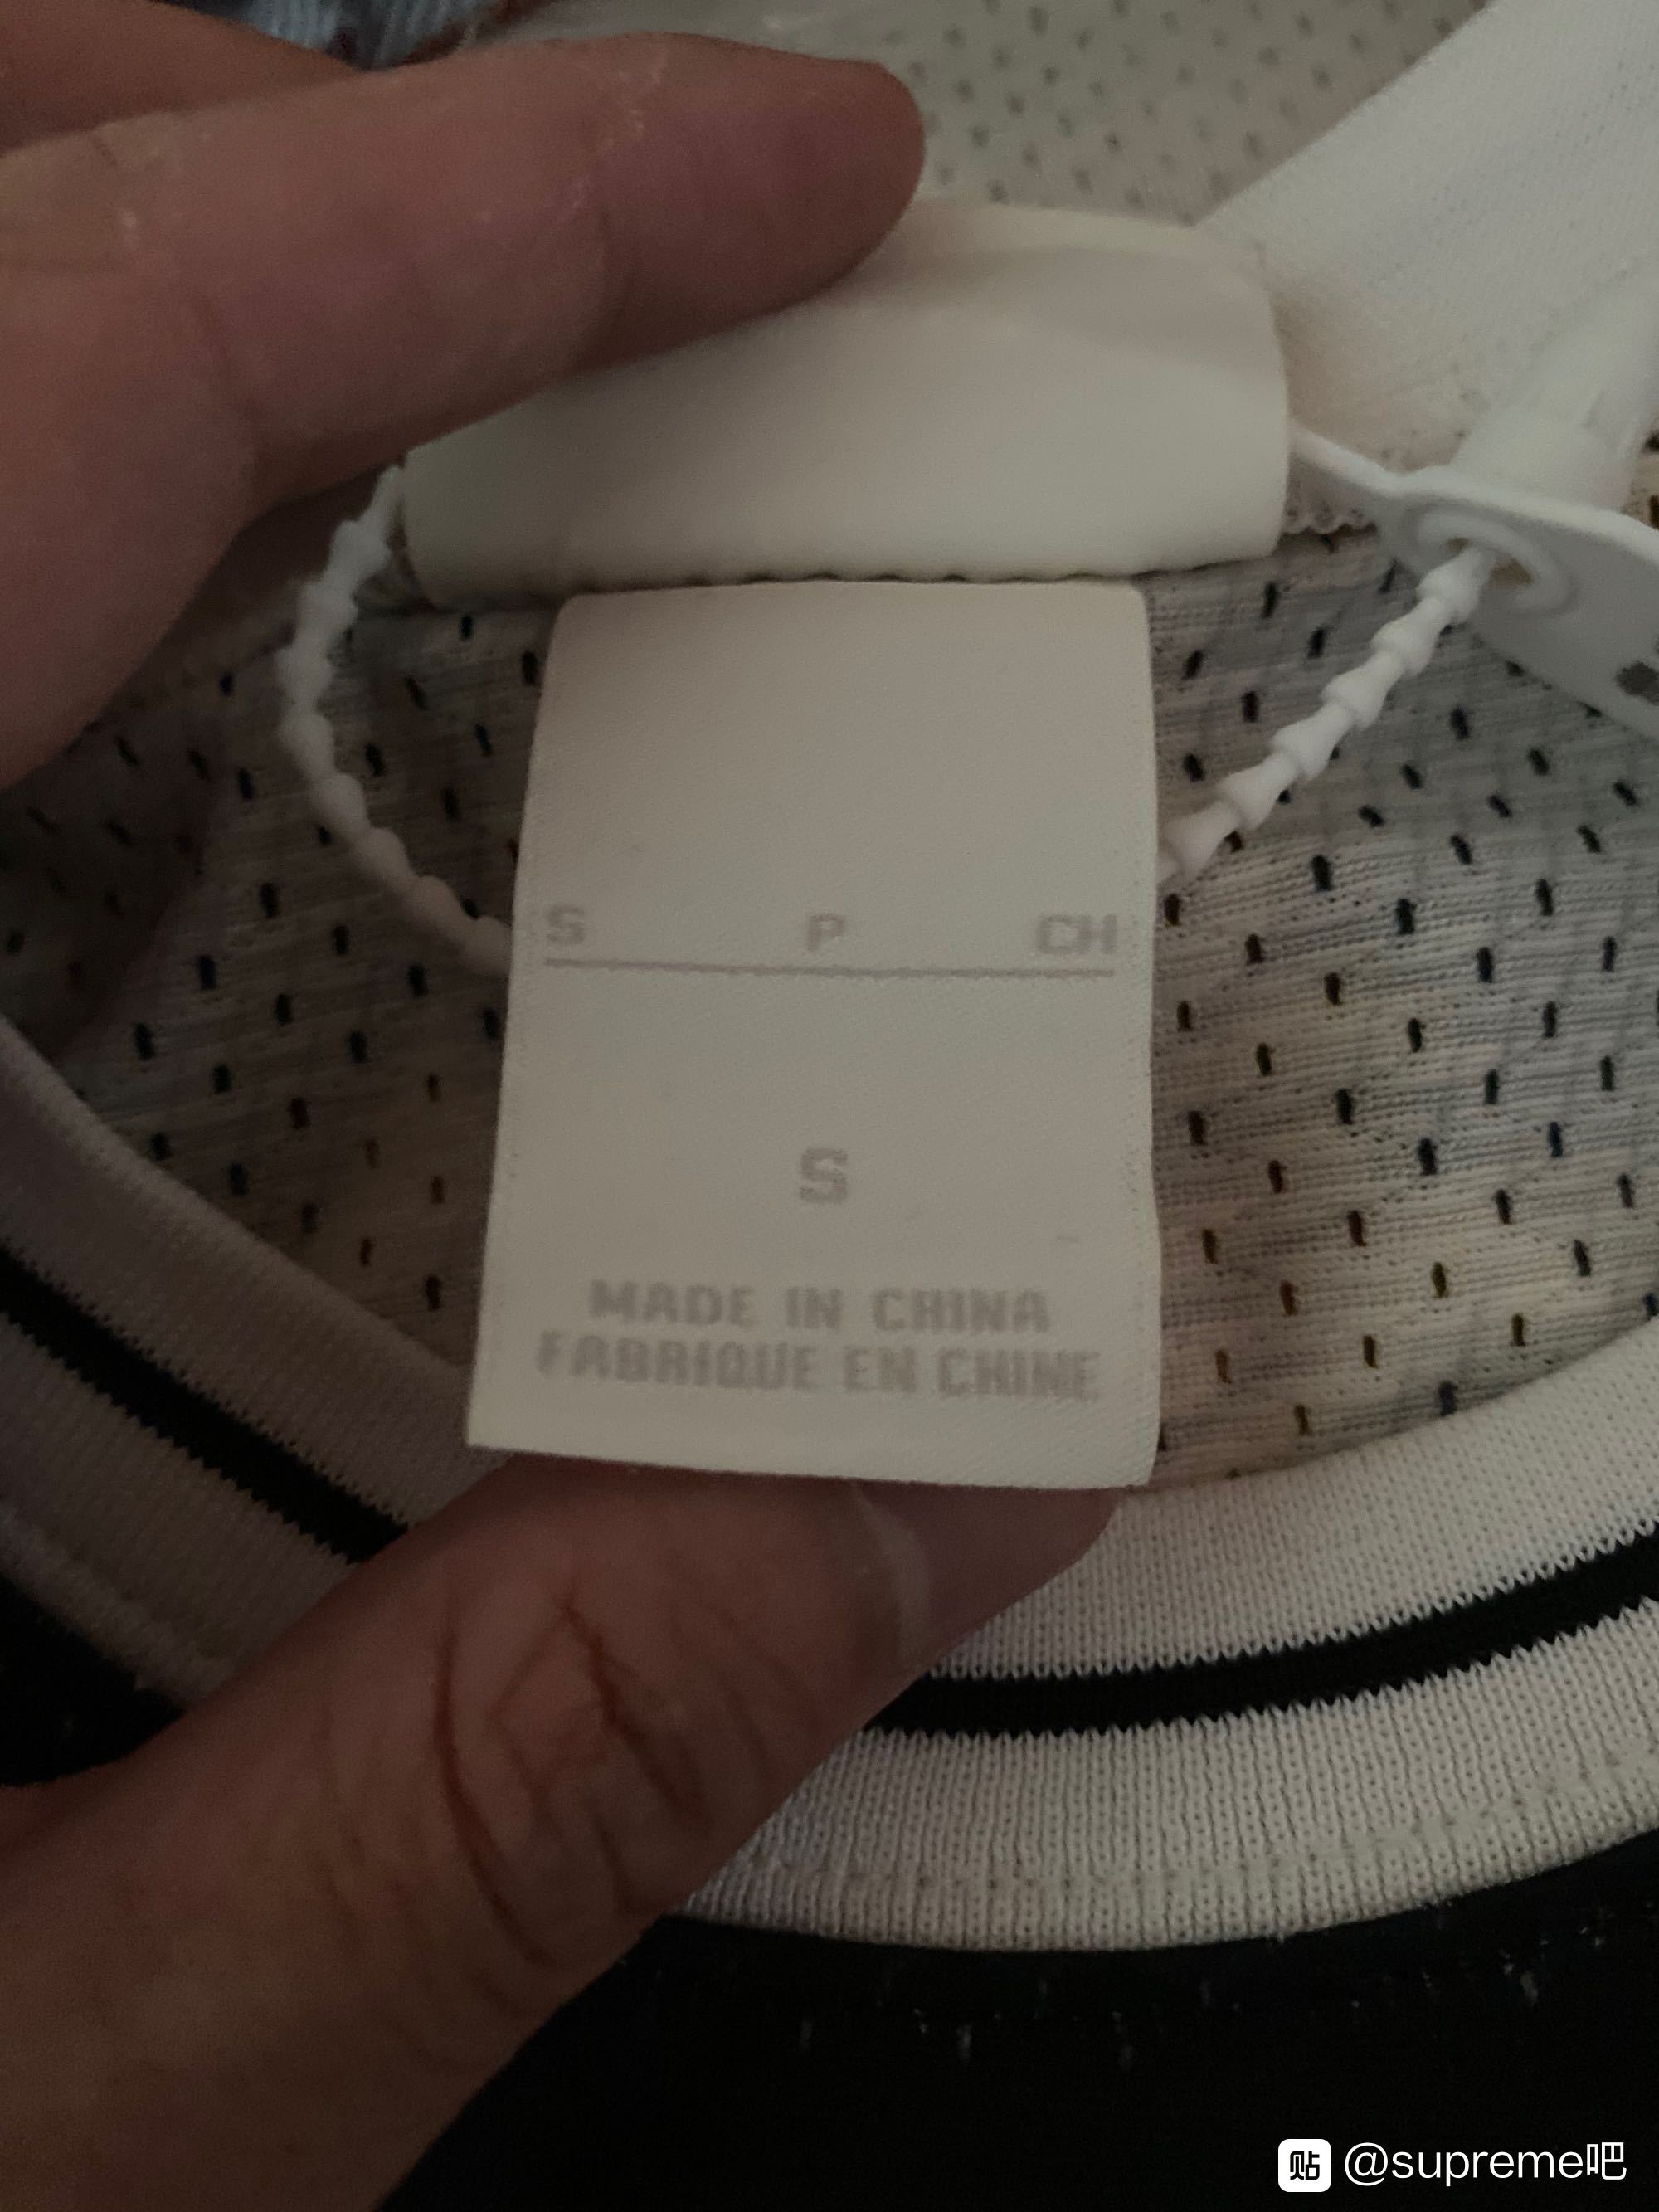 S P CH
S
MADE IN CHINA
FABRIQUE EN CHINE
贴 @supreme吧